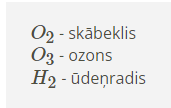 O₂ - skābeklis
O₃ - ozons
H₂ - ūdeņradis